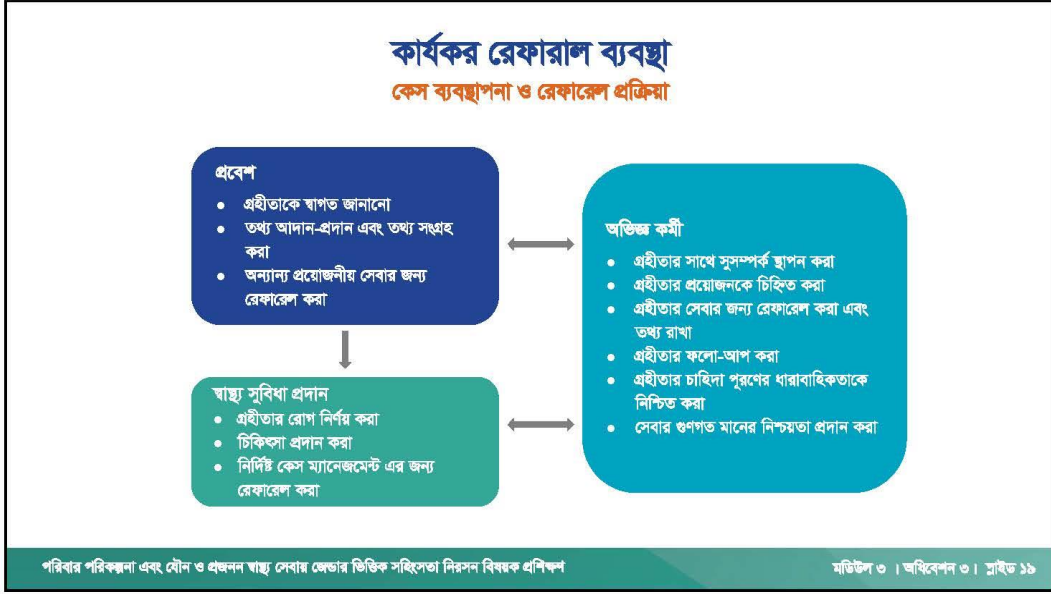 কার্যকর রেফারাল ব্যবস্থা
কেস ব্যবস্থাপনা ও রেফারেল প্রক্রিয়া
প্রবেশ
● গ্রহীতাকে স্বাগত জানানো
● তথ্য আদান-প্রদান এবং তথ্য সংগ্রহ
করা
● অন্যান্য প্রয়োজনীয় সেবার জন্য
রেফারেল করা
স্বাস্থ্য সুবিধা প্রদান
● গ্রহীতার রোগ নির্ণয় করা
● চিকিৎসা প্রদান করা
● নির্দিষ্ট কেস ম্যানেজমেন্ট এর জন্য
রেফারেল করা
অভিজ্ঞ কর্মী
● গ্রহীতার সাথে সুসম্পর্ক স্থাপন করা
● গ্রহীতার প্রয়োজনকে চিহ্নিত করা
● গ্রহীতার সেবার জন্য রেফারেল করা এবং
তথ্য রাখা
● গ্রহীতার ফলো-আপ করা
● গ্রহীতার চাহিদা পূরণের ধারাবাহিকতাকে
নিশ্চিত করা
● সেবার গুণগত মানের নিশ্চয়তা প্রদান করা
পরিবার পরিকল্পনা এবং যৌন ও প্রজনন স্বাস্থ্য সেবায় জেন্ডার ভিত্তিক সহিংসতা নিরসন বিষয়ক প্রশিক্ষণ
মডিউল ৩ । অধিবেশন ৩। স্লাইড ১৯